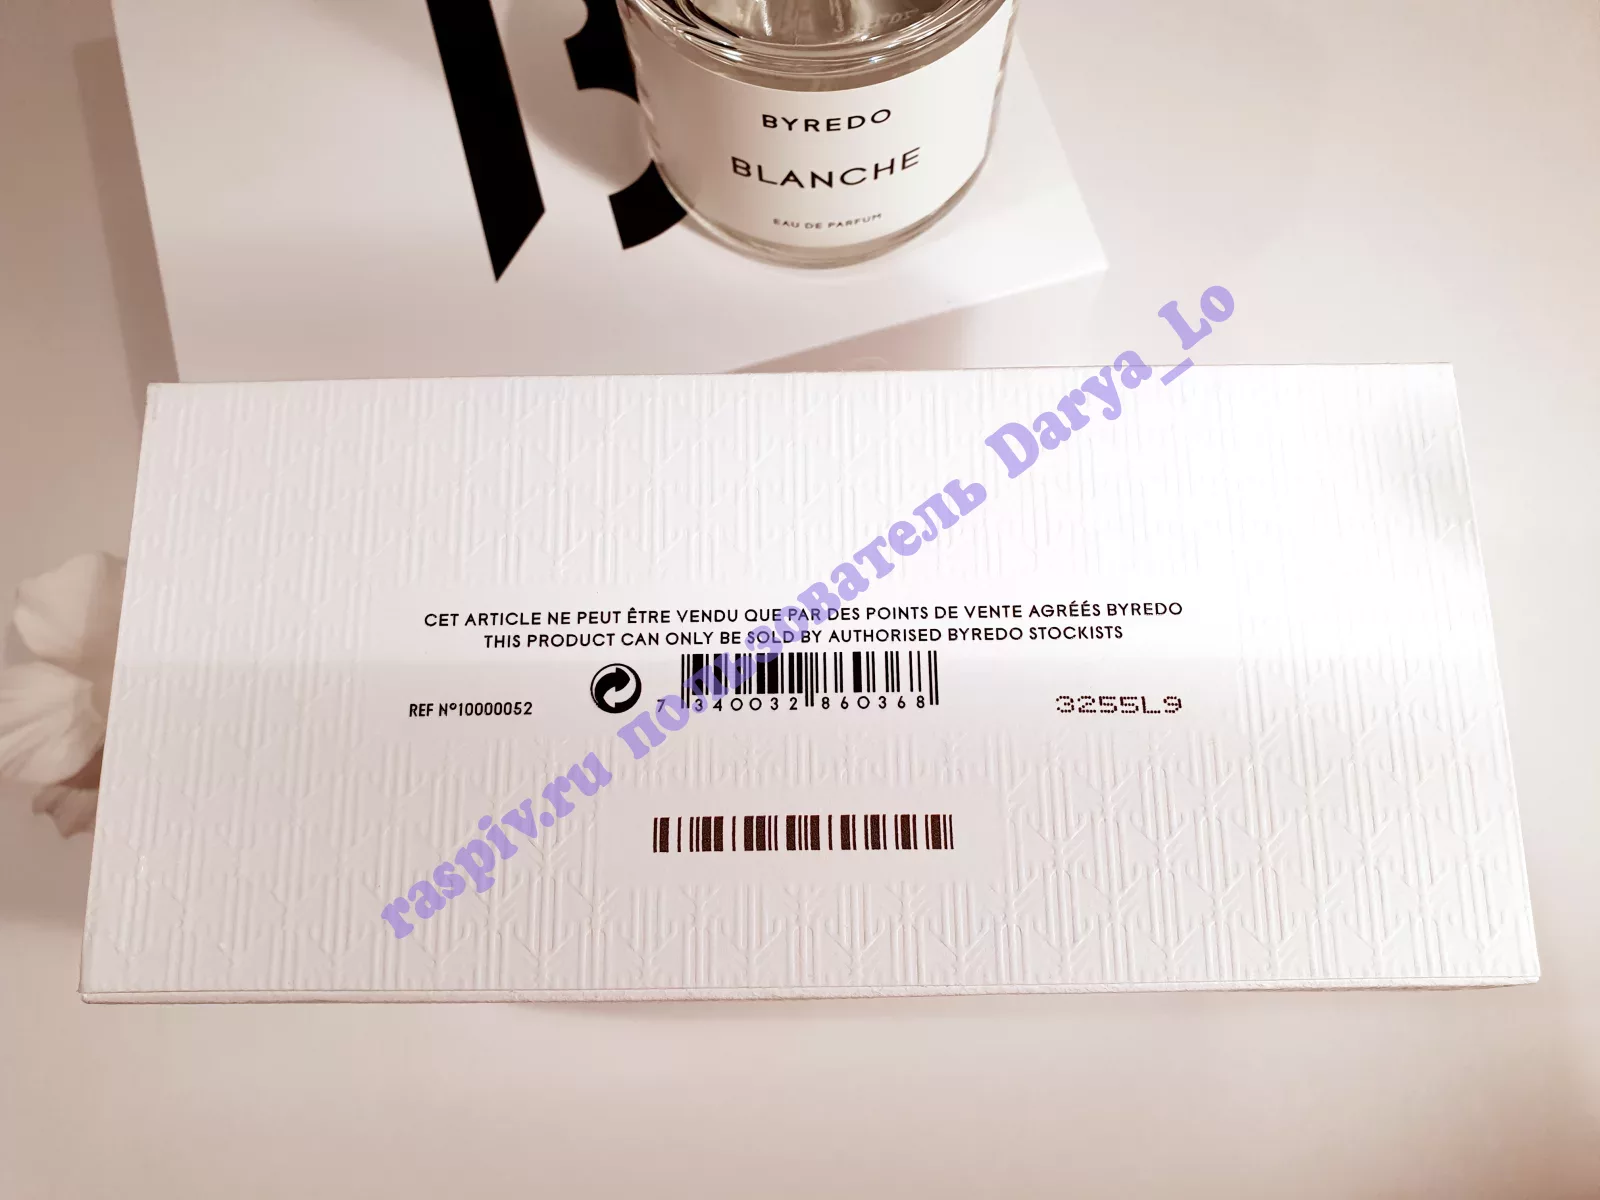 B
BYREDO
BLANCHE
EAU DE PARFUM
CET ARTICLE NE PEUT ÊTRE VENDU QUE PAR DES POINTS DE VENTE AGRÉÉS BYREDO
THIS PRODUCT CAN ONLY BE SOLD BY AUTHORISED BYREDO STOCKISTS
REF N°10000052
7 340032 860368
3255L9
raspiv.ru пользователь Darya_Lo